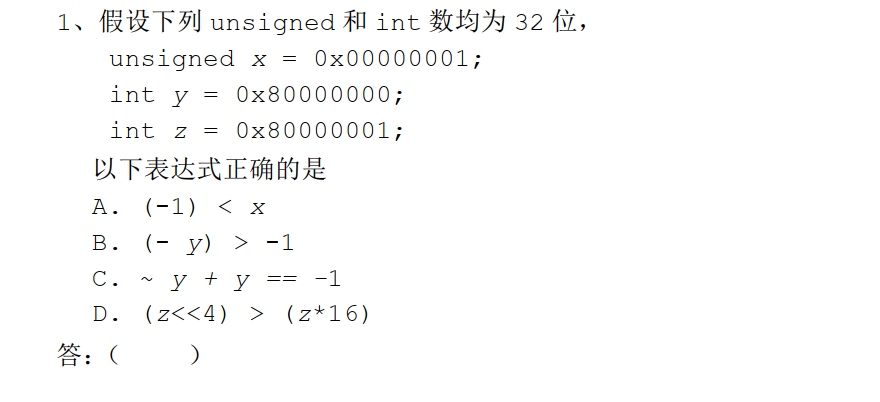 1、假设下列 unsigned 和 int 数均为 32 位，
unsigned x = 0x00000001;
int y = 0x80000000;
int z = 0x80000001;
以下表达式正确的是
A. (-1) < x
B. (- y) > -1
C. ~ y + y == -1
D. (z<<4) > (z*16)
答：（ ）